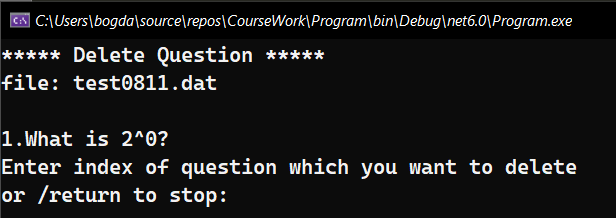 C:\Users\bogda\source\repos\CourseWork\Program\bin\Debug\net6.0\Program.exe
***** Delete Question *****
file: test0811.dat
1.What is 2^0?
Enter index of question which you want to delete
or /return to stop: